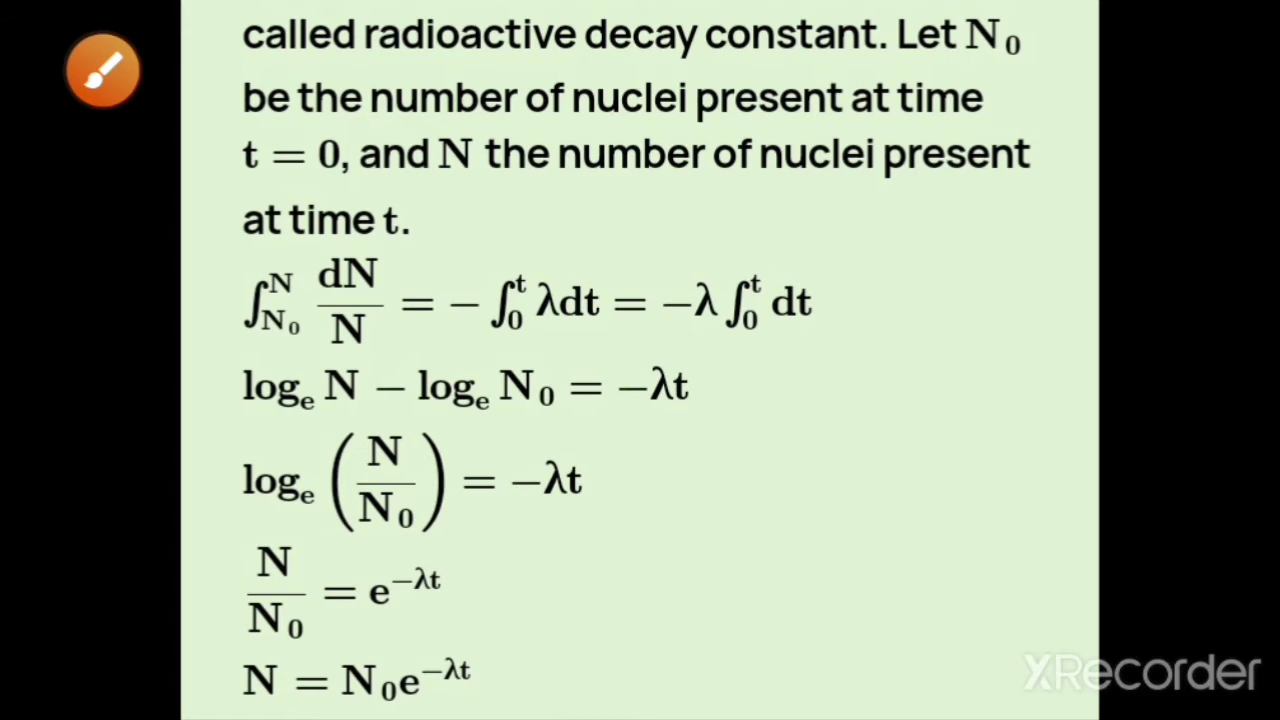 called radioactive decay constant. Let N₀
be the number of nuclei present at time
t = 0, and N the number of nuclei present
at time t.
∫_{N₀}^{N} dN/N = −∫_{0}^{t} λdt = −λ∫_{0}^{t} dt
logₑ N − logₑ N₀ = −λt
logₑ (N/N₀) = −λt
N/N₀ = e^{−λt}
N = N₀e^{−λt}
XRecorder